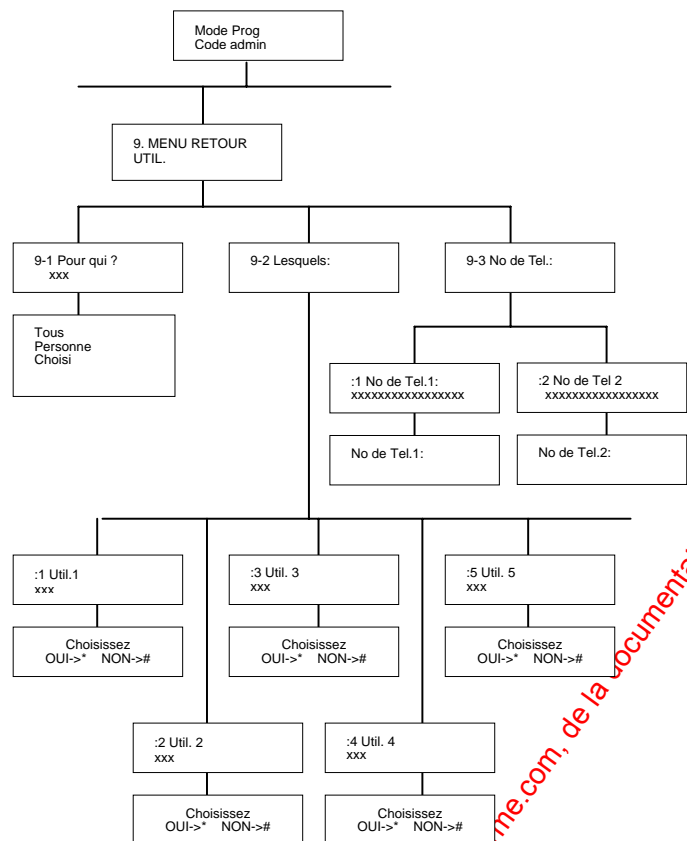 Mode Prog
Code admin
9. MENU RETOUR
UTIL.
9-1 Pour qui ?
xxx
9-2 Lesquels:
9-3 No de Tel.:
Tous
Personne
Choisi
:1 No de Tel.1:
xxxxxxxxxxxxxxxxx
:2 No de Tel 2
xxxxxxxxxxxxxxxxx
No de Tel.1:
No de Tel.2:
:1 Util.1
xxx
:3 Util. 3
xxx
:5 Util. 5
xxx
Choisissez
OUI->* NON->#
Choisissez
OUI->* NON->#
Choisissez
OUI->* NON->#
:2 Util. 2
xxx
:4 Util. 4
xxx
Choisissez
OUI->* NON->#
Choisissez
OUI->* NON->#
me.com, de la documenta